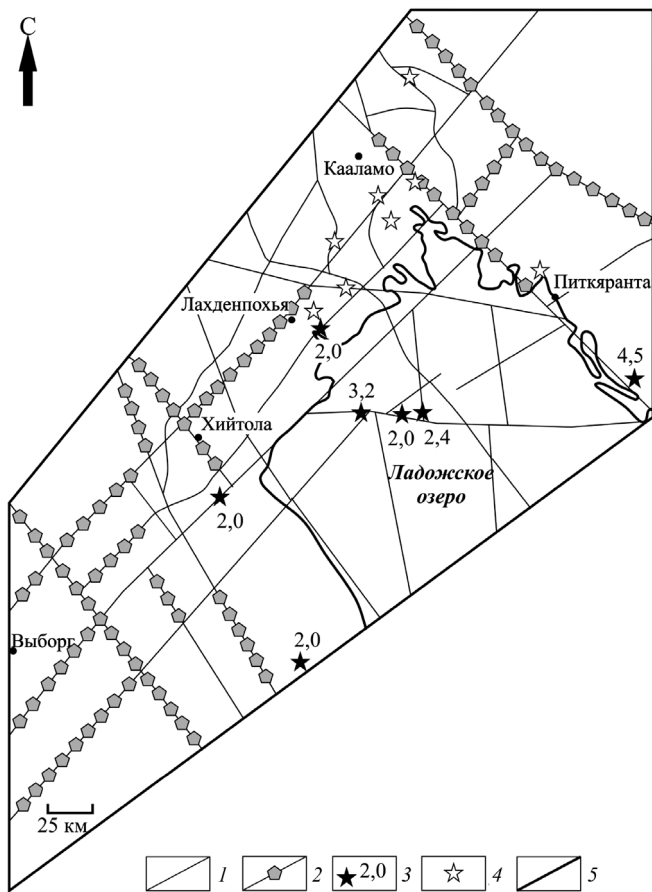 С
Кааламо
Питкяранта
Лахденпохья
2,0
4,5
3,2
2,0
2,4
Хийтола
Ладожское
озеро
2,0
Выборг
2,0
25 км
1
2
2,0
3
4
5